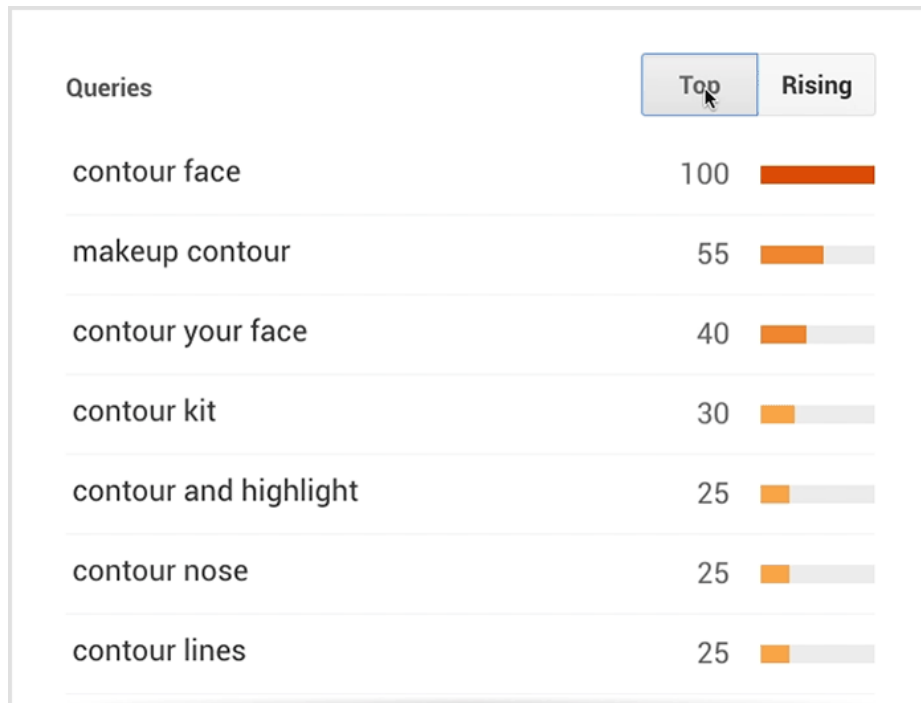 Queries Top Rising
contour face 100
makeup contour 55
contour your face 40
contour kit 30
contour and highlight 25
contour nose 25
contour lines 25